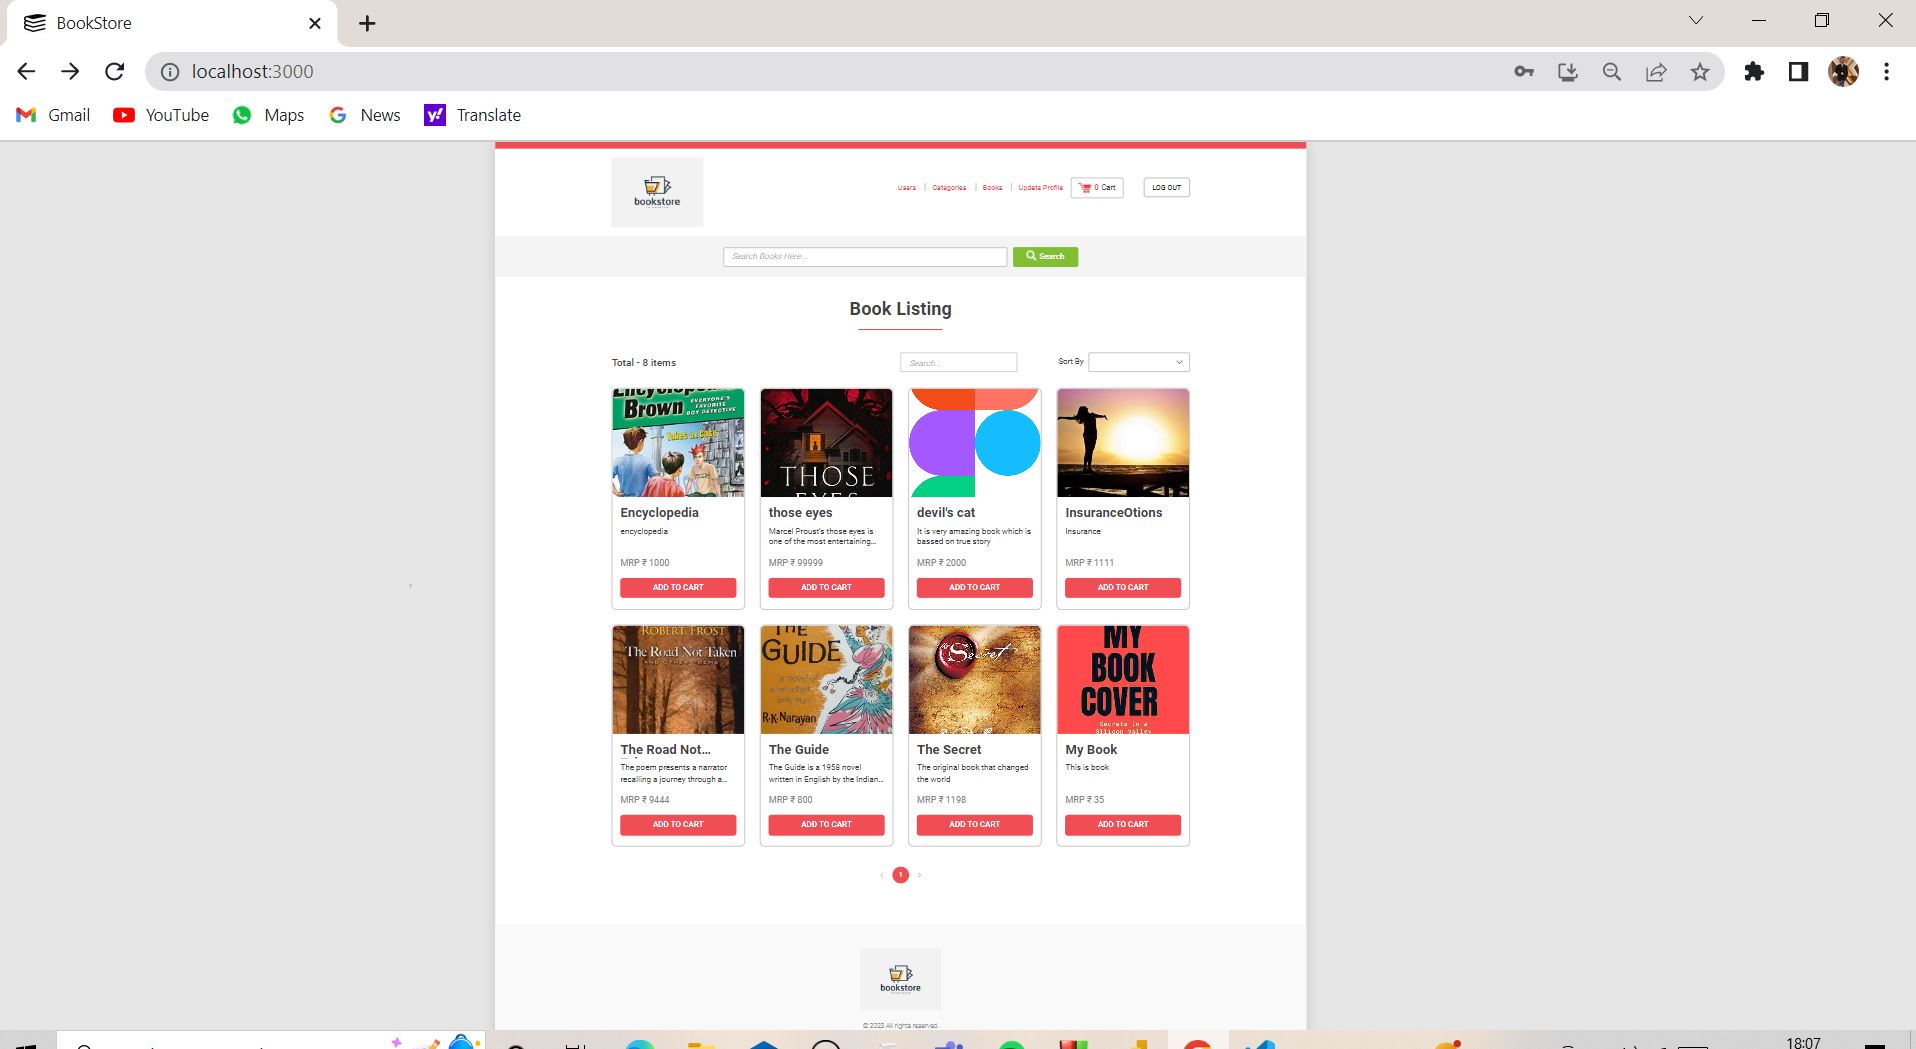 BookStore
localhost:3000
Gmail
YouTube
Maps
News
Translate
bookstore
Users
Categories
Books
Update Profile
0 Cart
LOG OUT
Search Books Here...
Search
Book Listing
Total - 8 items
Search...
Sort By
Brown
EVERYONE'S
FAVORITE
BOY DETECTIVE
Takes the Case
Encyclopedia
encyclopedia
MRP ₹ 1000
ADD TO CART
THOSE
EYES
those eyes
Marcel Proust's those eyes is
one of the most entertaining...
MRP ₹ 99999
ADD TO CART
devil's cat
It is very amazing book which is
bassed on true story
MRP ₹ 2000
ADD TO CART
InsuranceOtions
Insurance
MRP ₹ 1111
ADD TO CART
ROBERT FROST
The Road Not Taken
AND OTHER POEMS
The Road Not...
The poem presents a narrator
recalling a journey through a...
MRP ₹ 9444
ADD TO CART
THE
GUIDE
a novel of
a reluctant
holy man
R.K.Narayan
The Guide
The Guide is a 1958 novel
written in English by the Indian...
MRP ₹ 800
ADD TO CART
Secret
The Secret
The original book that changed
the world
MRP ₹ 1198
ADD TO CART
MY
BOOK
COVER
Secrets in a
Silicon Valley
My Book
This is book
MRP ₹ 35
ADD TO CART
1
bookstore
© 2023 All rights reserved.
18:07